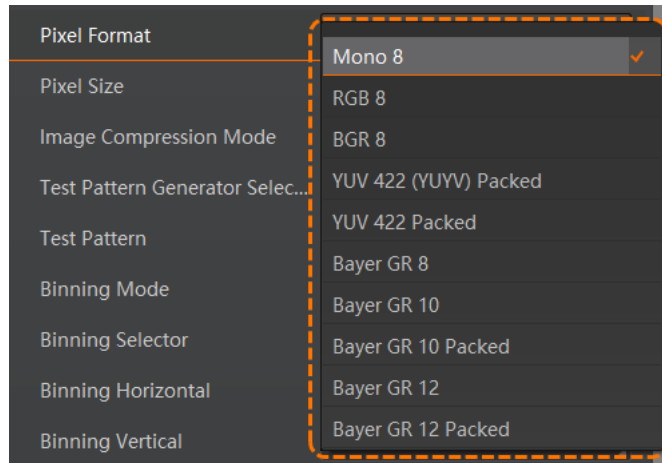 Pixel Format
Mono 8
Pixel Size
RGB 8
Image Compression Mode
BGR 8
Test Pattern Generator Selec...
YUV 422 (YUYV) Packed
YUV 422 Packed
Test Pattern
Bayer GR 8
Binning Mode
Bayer GR 10
Binning Selector
Bayer GR 10 Packed
Binning Horizontal
Bayer GR 12
Binning Vertical
Bayer GR 12 Packed